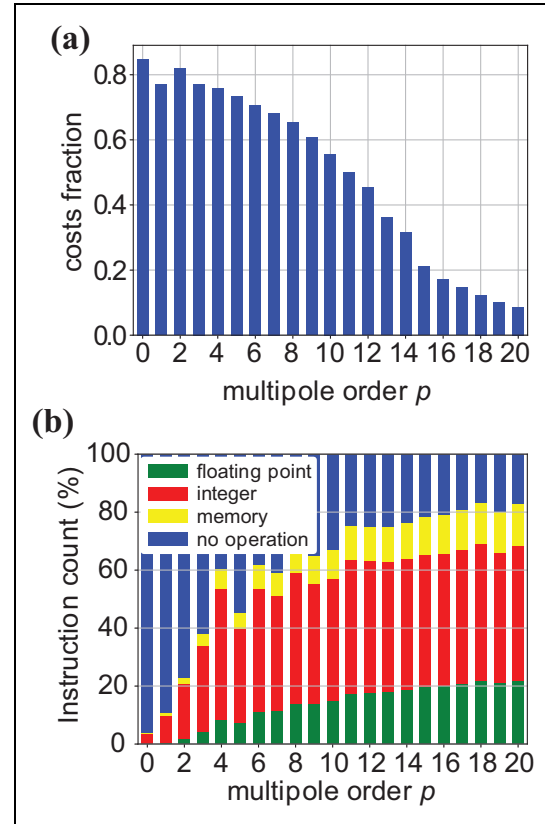 (a)
0.8
0.6
0.4
0.2
0.0
costs fraction
0 2 4 6 8 10 12 14 16 18 20
multipole order p
(b)
100
80
60
40
20
0
Instruction count (%)
floating point
integer
memory
no operation
0 2 4 6 8 10 12 14 16 18 20
multipole order p